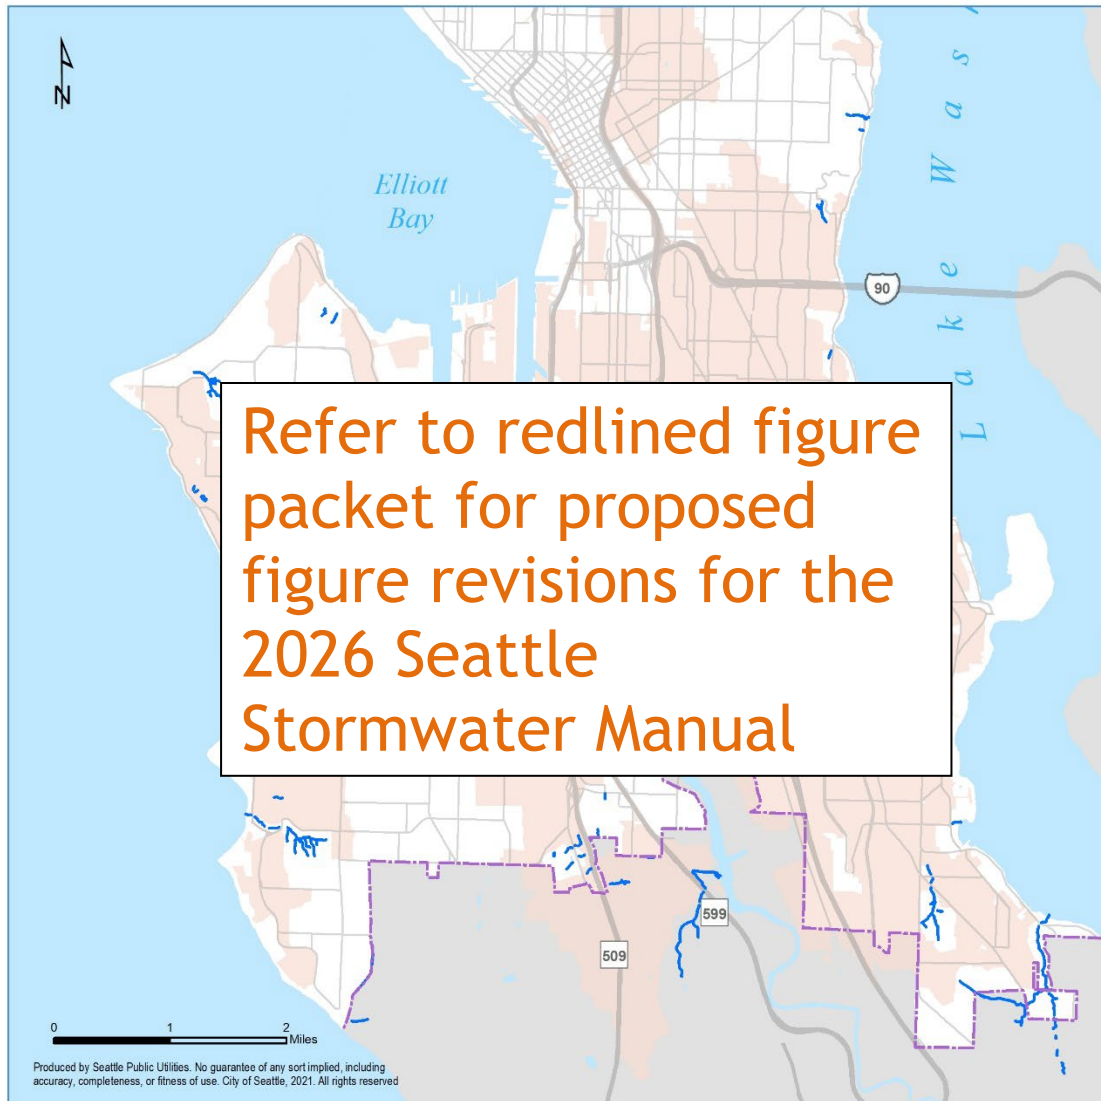 N
Elliott
Bay
Lake Was
90
Refer to redlined figure
packet for proposed
figure revisions for the
2026 Seattle
Stormwater Manual
599
509
0 1 2
Miles
Produced by Seattle Public Utilities. No guarantee of any sort implied, including
accuracy, completeness, or fitness of use. City of Seattle, 2021. All rights reserved